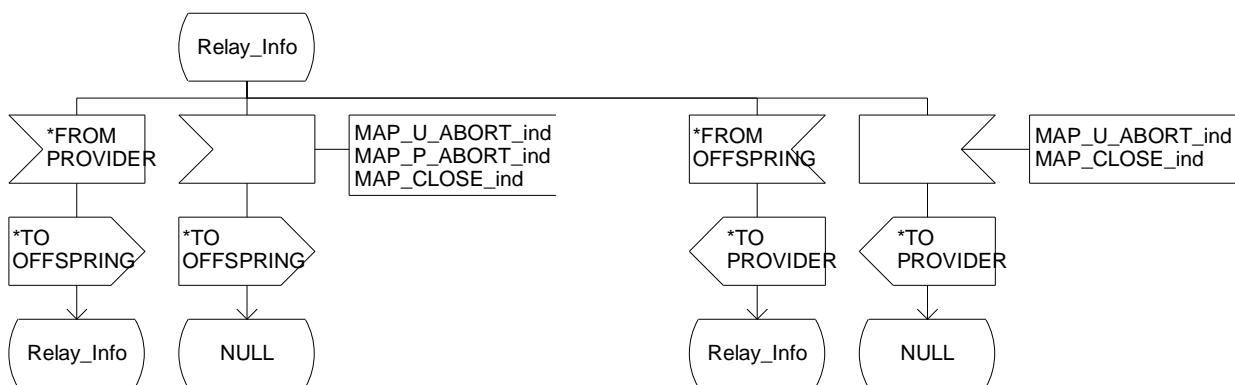 Relay_Info
*FROM
PROVIDER
MAP_U_ABORT_ind
MAP_P_ABORT_ind
MAP_CLOSE_ind
*FROM
OFFSPRING
MAP_U_ABORT_ind
MAP_CLOSE_ind
*TO
OFFSPRING
*TO
OFFSPRING
*TO
PROVIDER
*TO
PROVIDER
Relay_Info
NULL
Relay_Info
NULL